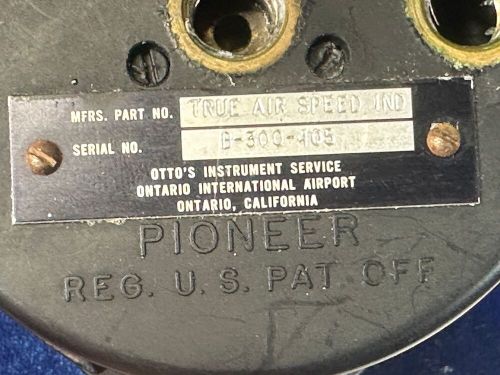 MFRS. PART NO. TRUE AIR SPEED IND
SERIAL NO. B-300-105
OTTO'S INSTRUMENT SERVICE
ONTARIO INTERNATIONAL AIRPORT
ONTARIO, CALIFORNIA
PIONEER
REG. U.S. PAT. OFF